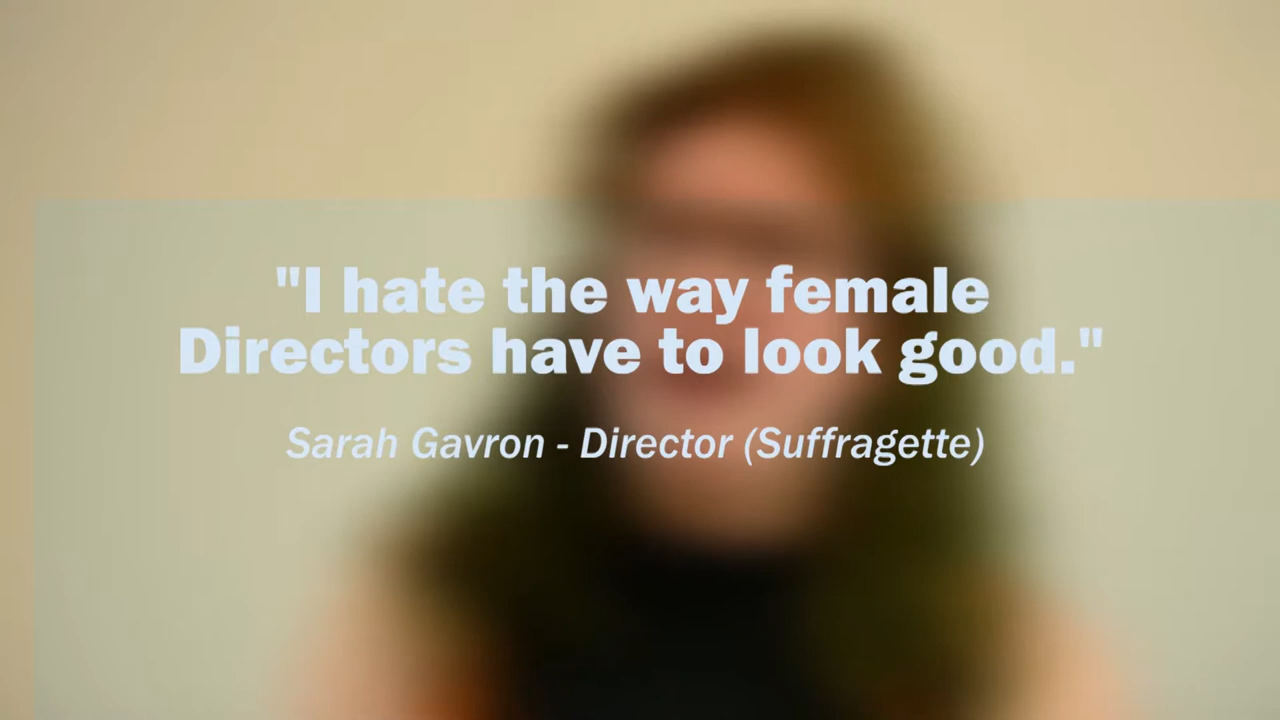 "I hate the way female
Directors have to look good."
Sarah Gavron - Director (Suffragette)